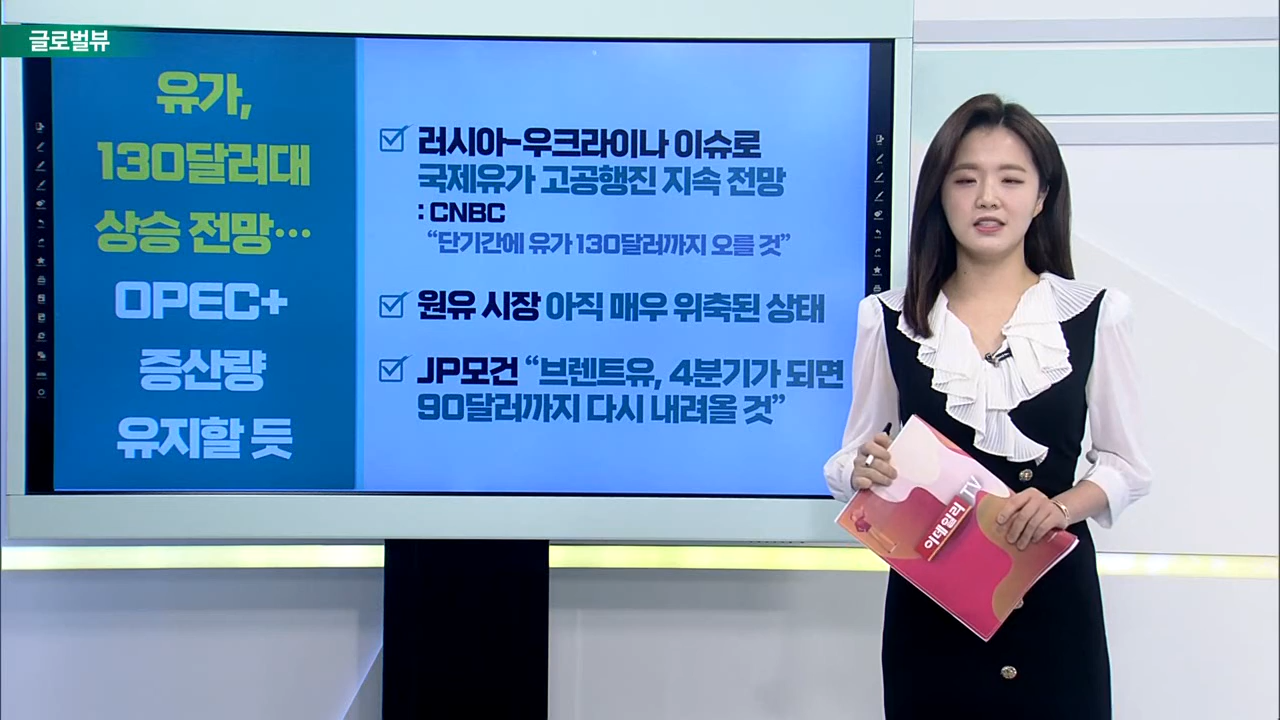 글로벌뷰
유가,
130달러대
상승 전망…
OPEC+
증산량
유지할 듯
러시아-우크라이나 이슈로
국제유가 고공행진 지속 전망
: CNBC
“단기간에 유가 130달러까지 오를 것”
원유 시장 아직 매우 위축된 상태
JP모건 “브렌트유, 4분기가 되면
90달러까지 다시 내려올 것”
이데일리 TV